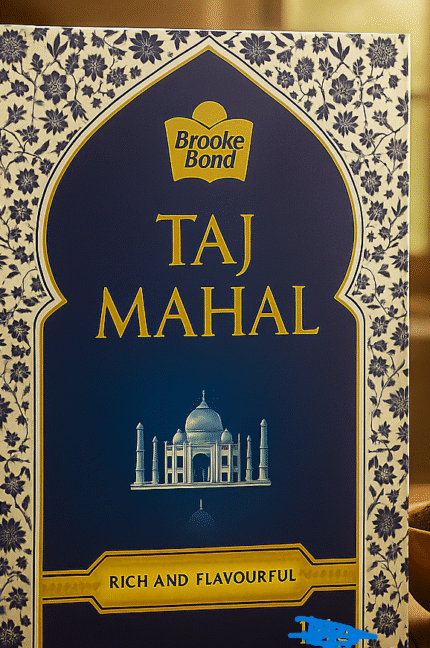 Brooke
Bond
TAJ
MAHAL
RICH AND FLAVOURFUL